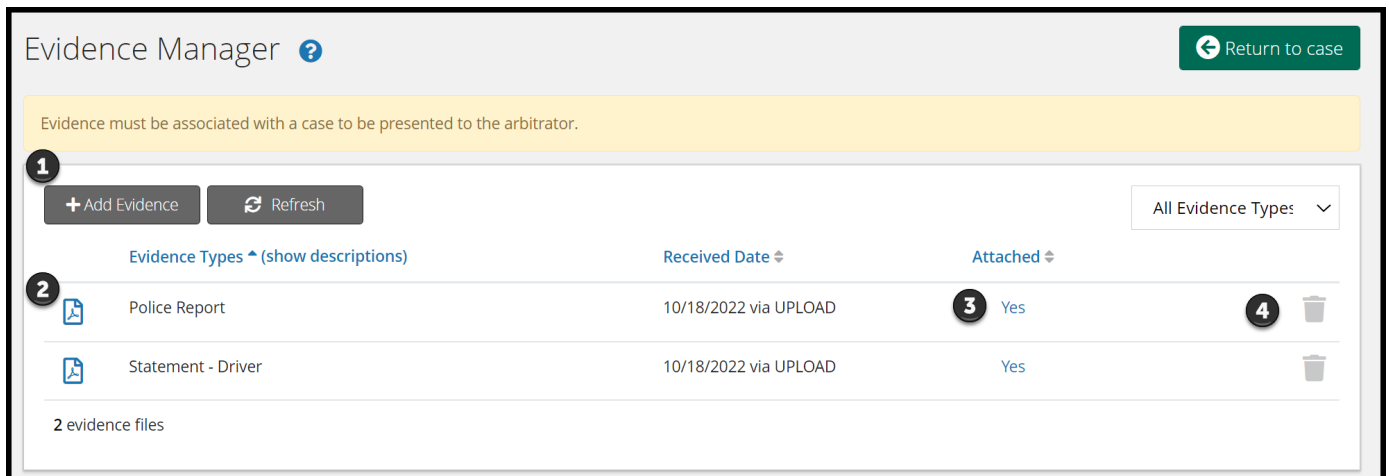 Evidence Manager ?
Return to case
Evidence must be associated with a case to be presented to the arbitrator.
1
+ Add Evidence Refresh All Evidence Types
Evidence Types (show descriptions) Received Date Attached
2 Police Report 10/18/2022 via UPLOAD 3 Yes 4
Statement - Driver 10/18/2022 via UPLOAD Yes
2 evidence files